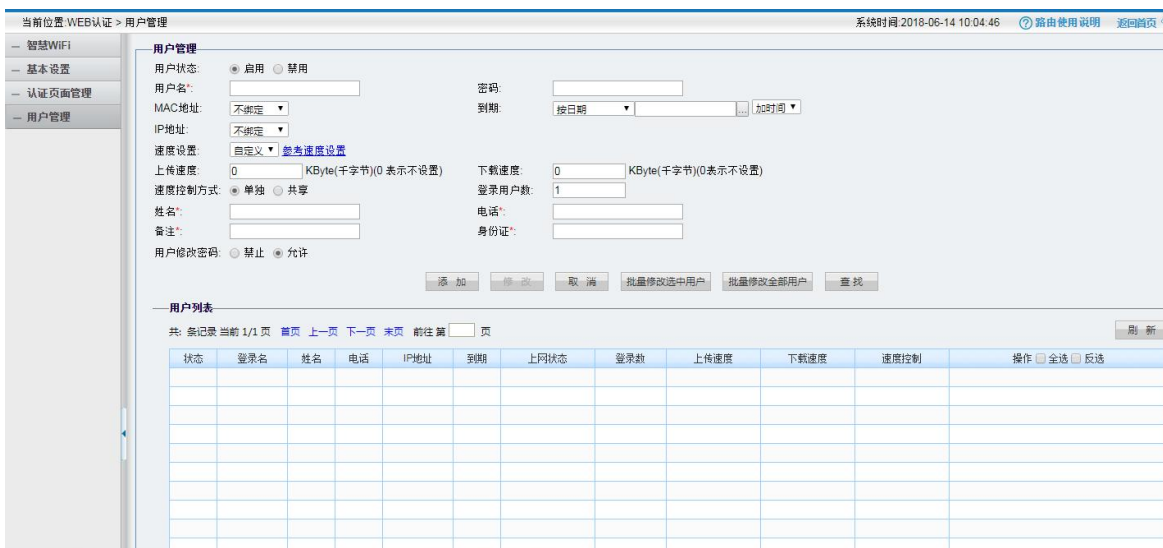 当前位置:WEB认证 > 用户管理 系统时间:2018-06-14 10:04:46 路由使用说明 返回首页
智慧WiFi
基本设置
认证页面管理
用户管理
用户管理
用户状态: 启用 禁用
用户名*: 密码:
MAC地址: 不绑定 到期: 按日期 ... 加时间
IP地址: 不绑定
速度设置: 自定义 参考速度设置
上传速度: 0 KByte(千字节)(0 表示不设置) 下载速度: 0 KByte(千字节)(0表示不设置)
速度控制方式: 单独 共享 登录用户数: 1
姓名*: 电话*:
备注*: 身份证*:
用户修改密码: 禁止 允许
添 加 修 改 取 消 批量修改选中用户 批量修改全部用户 查 找
用户列表
共: 条记录 当前 1/1 页 首页 上一页 下一页 末页 前往 第 页 刷 新
状态 登录名 姓名 电话 IP地址 到期 上网状态 登录数 上传速度 下载速度 速度控制 操作 全选 反选